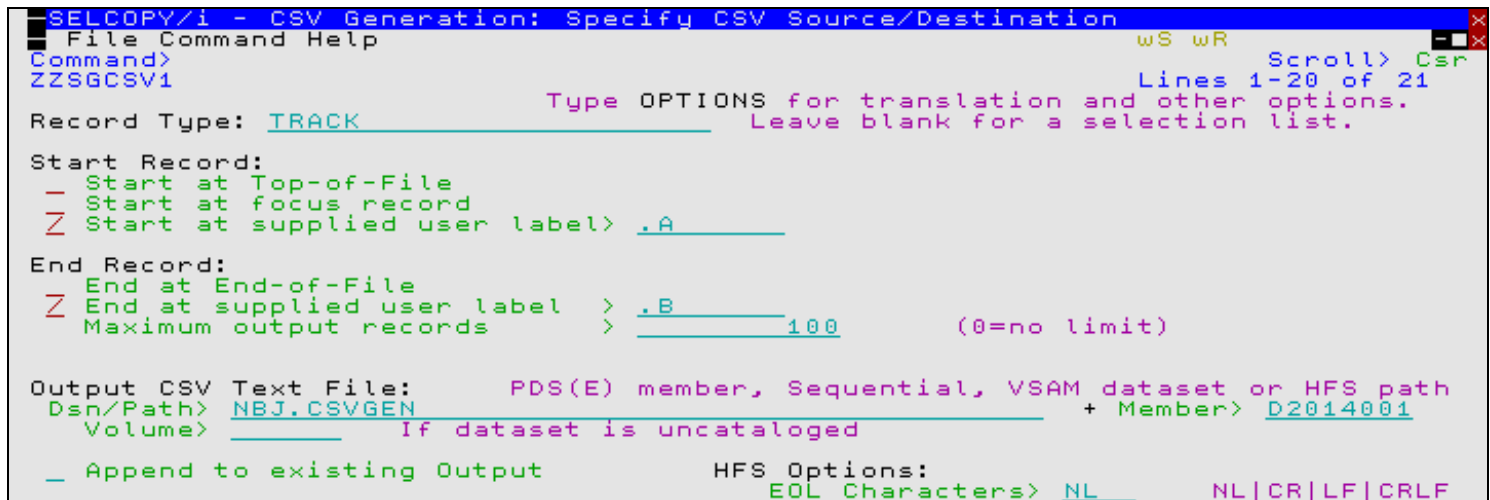 SELCOPY/i - CSV Generation: Specify CSV Source/Destination
File Command Help wS wR
Command> Scroll> Csr
ZZSGCSV1 Lines 1-20 of 21
Type OPTIONS for translation and other options.
Record Type: TRACK Leave blank for a selection list.
Start Record:
_ Start at Top-of-File
Start at focus record
Z Start at supplied user label> .A
End Record:
End at End-of-File
Z End at supplied user label > .B
Maximum output records > 100 (0=no limit)
Output CSV Text File: PDS(E) member, Sequential, VSAM dataset or HFS path
Dsn/Path> NBJ.CSVGEN + Member> D2014001
Volume> If dataset is uncataloged
_ Append to existing Output HFS Options:
EOL Characters> NL NL|CR|LF|CRLF